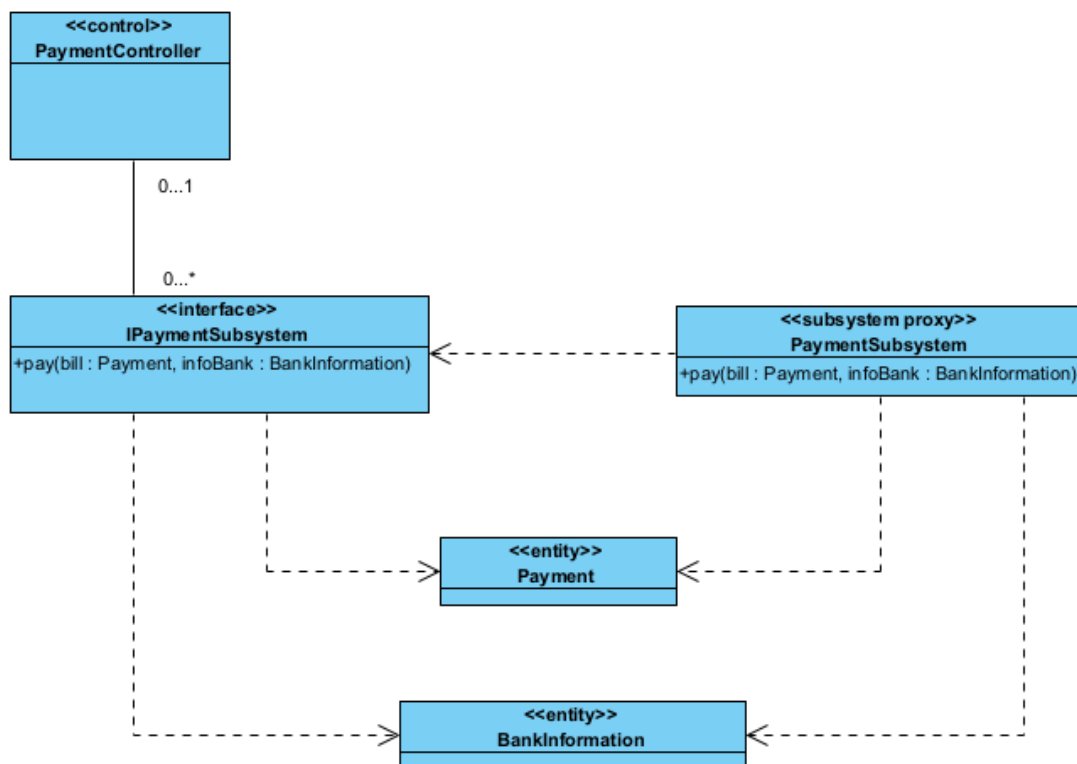 <<control>>
PaymentController
0...1
0...*
<<interface>>
IPaymentSubsystem
+pay(bill : Payment, infoBank : BankInformation)
<<subsystem proxy>>
PaymentSubsystem
+pay(bill : Payment, infoBank : BankInformation)
<<entity>>
Payment
<<entity>>
BankInformation